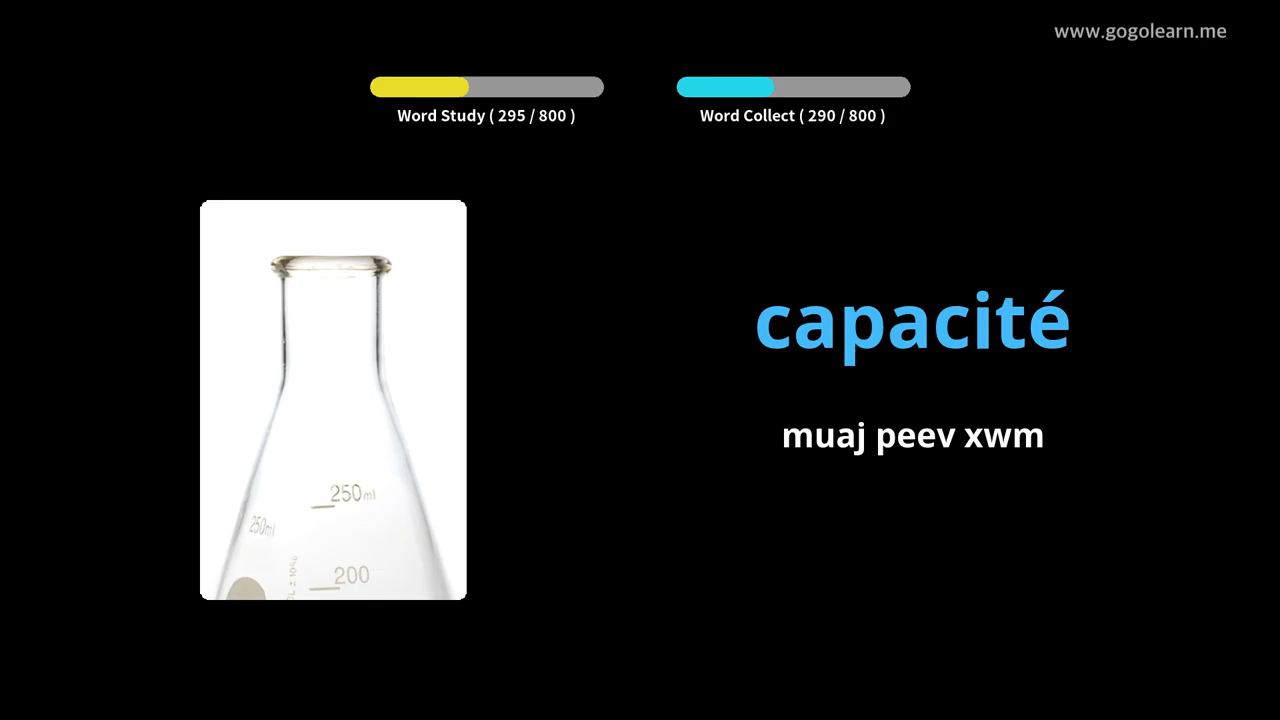 www.gogolearn.me
Word Study ( 295 / 800 )
Word Collect ( 290 / 800 )
capacité
muaj peev xwm
250ml
250ml
200